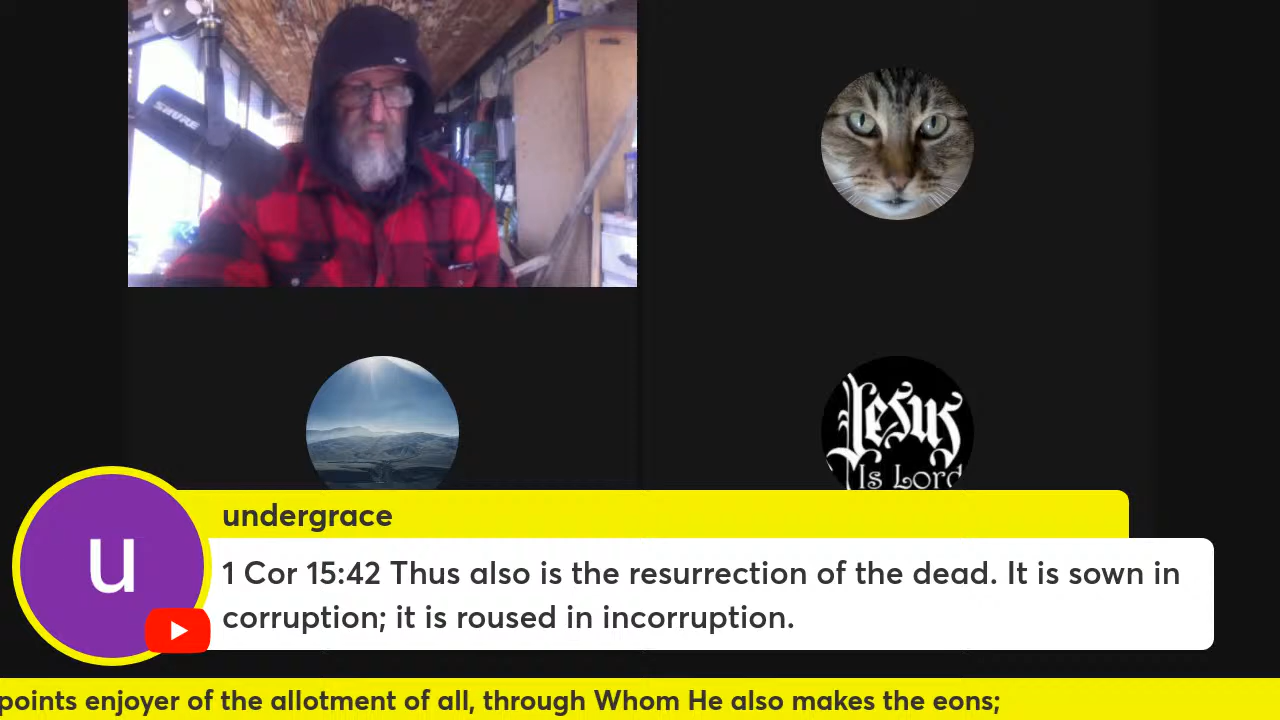 SHURE
Jesus
Is Lord
u
undergrace
1 Cor 15:42 Thus also is the resurrection of the dead. It is sown in
corruption; it is roused in incorruption.
points enjoyer of the allotment of all, through Whom He also makes the eons;